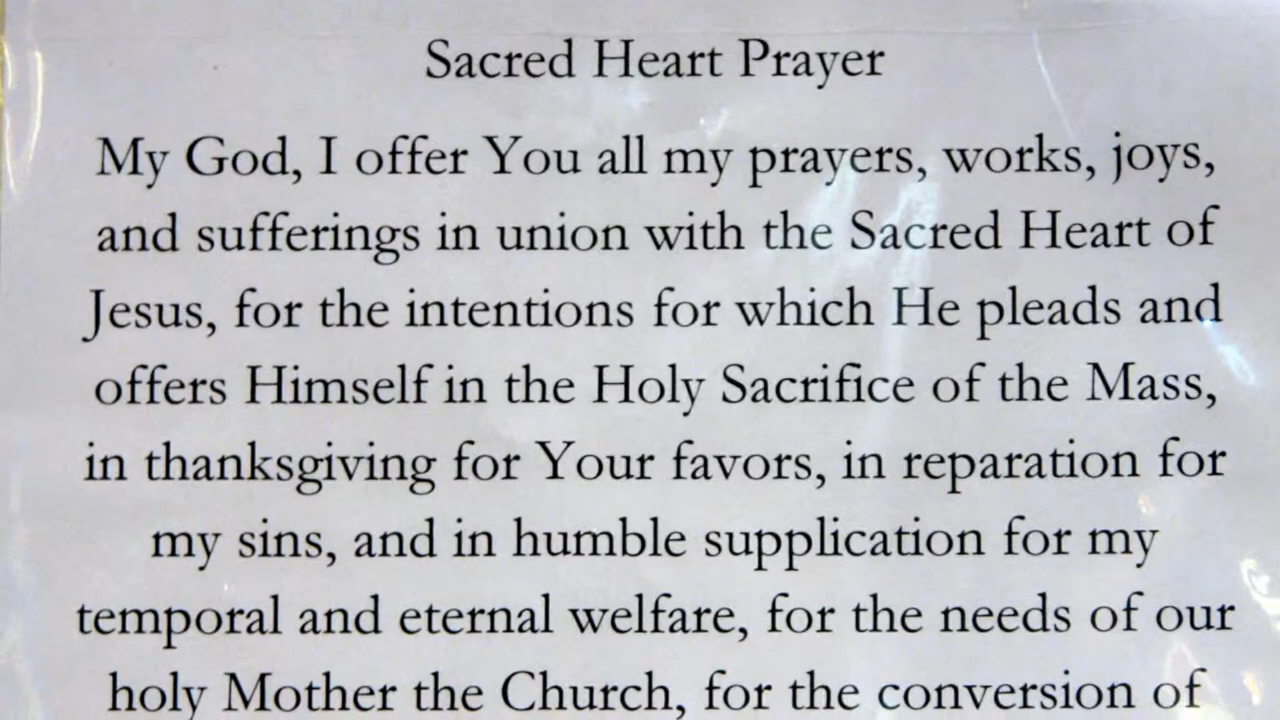 Sacred Heart Prayer
My God, I offer You all my prayers, works, joys,
and sufferings in union with the Sacred Heart of
Jesus, for the intentions for which He pleads and
offers Himself in the Holy Sacrifice of the Mass,
in thanksgiving for Your favors, in reparation for
my sins, and in humble supplication for my
temporal and eternal welfare, for the needs of our
holy Mother the Church, for the conversion of